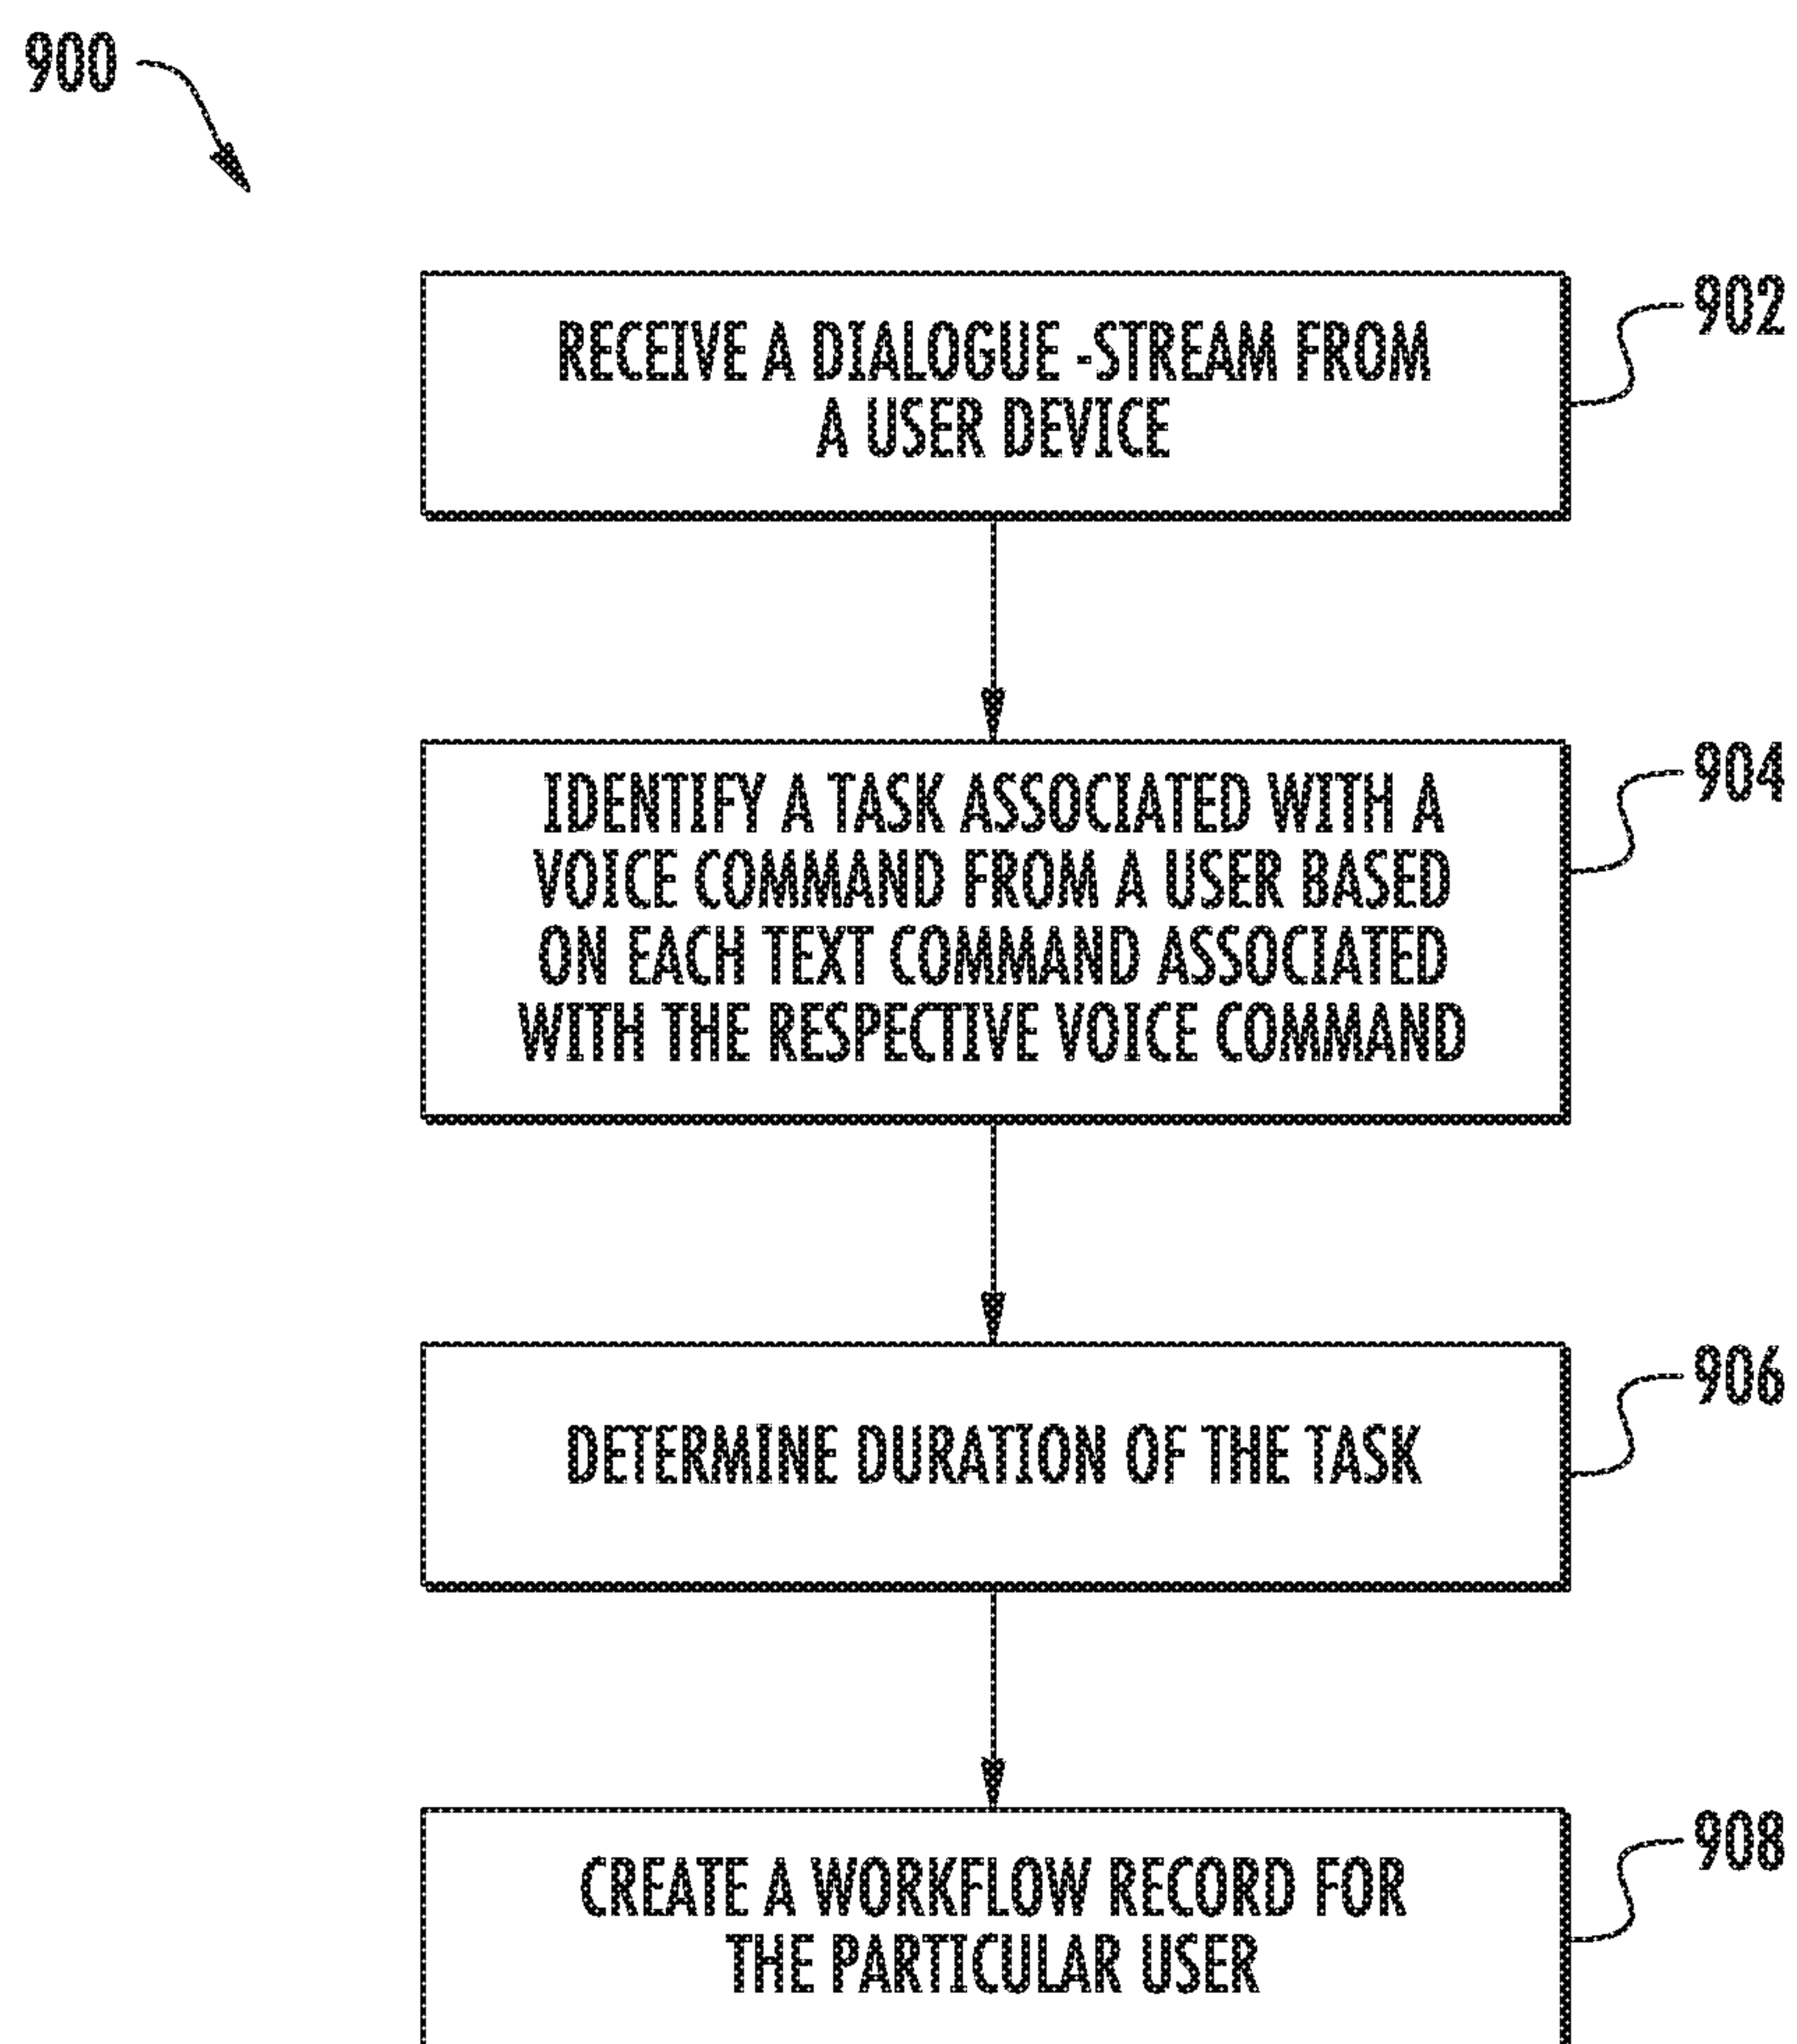 900
RECEIVE A DIALOGUE -STREAM FROM
A USER DEVICE
902
IDENTIFY A TASK ASSOCIATED WITH A
VOICE COMMAND FROM A USER BASED
ON EACH TEXT COMMAND ASSOCIATED
WITH THE RESPECTIVE VOICE COMMAND
904
DETERMINE DURATION OF THE TASK
906
CREATE A WORKFLOW RECORD FOR
THE PARTICULAR USER
908